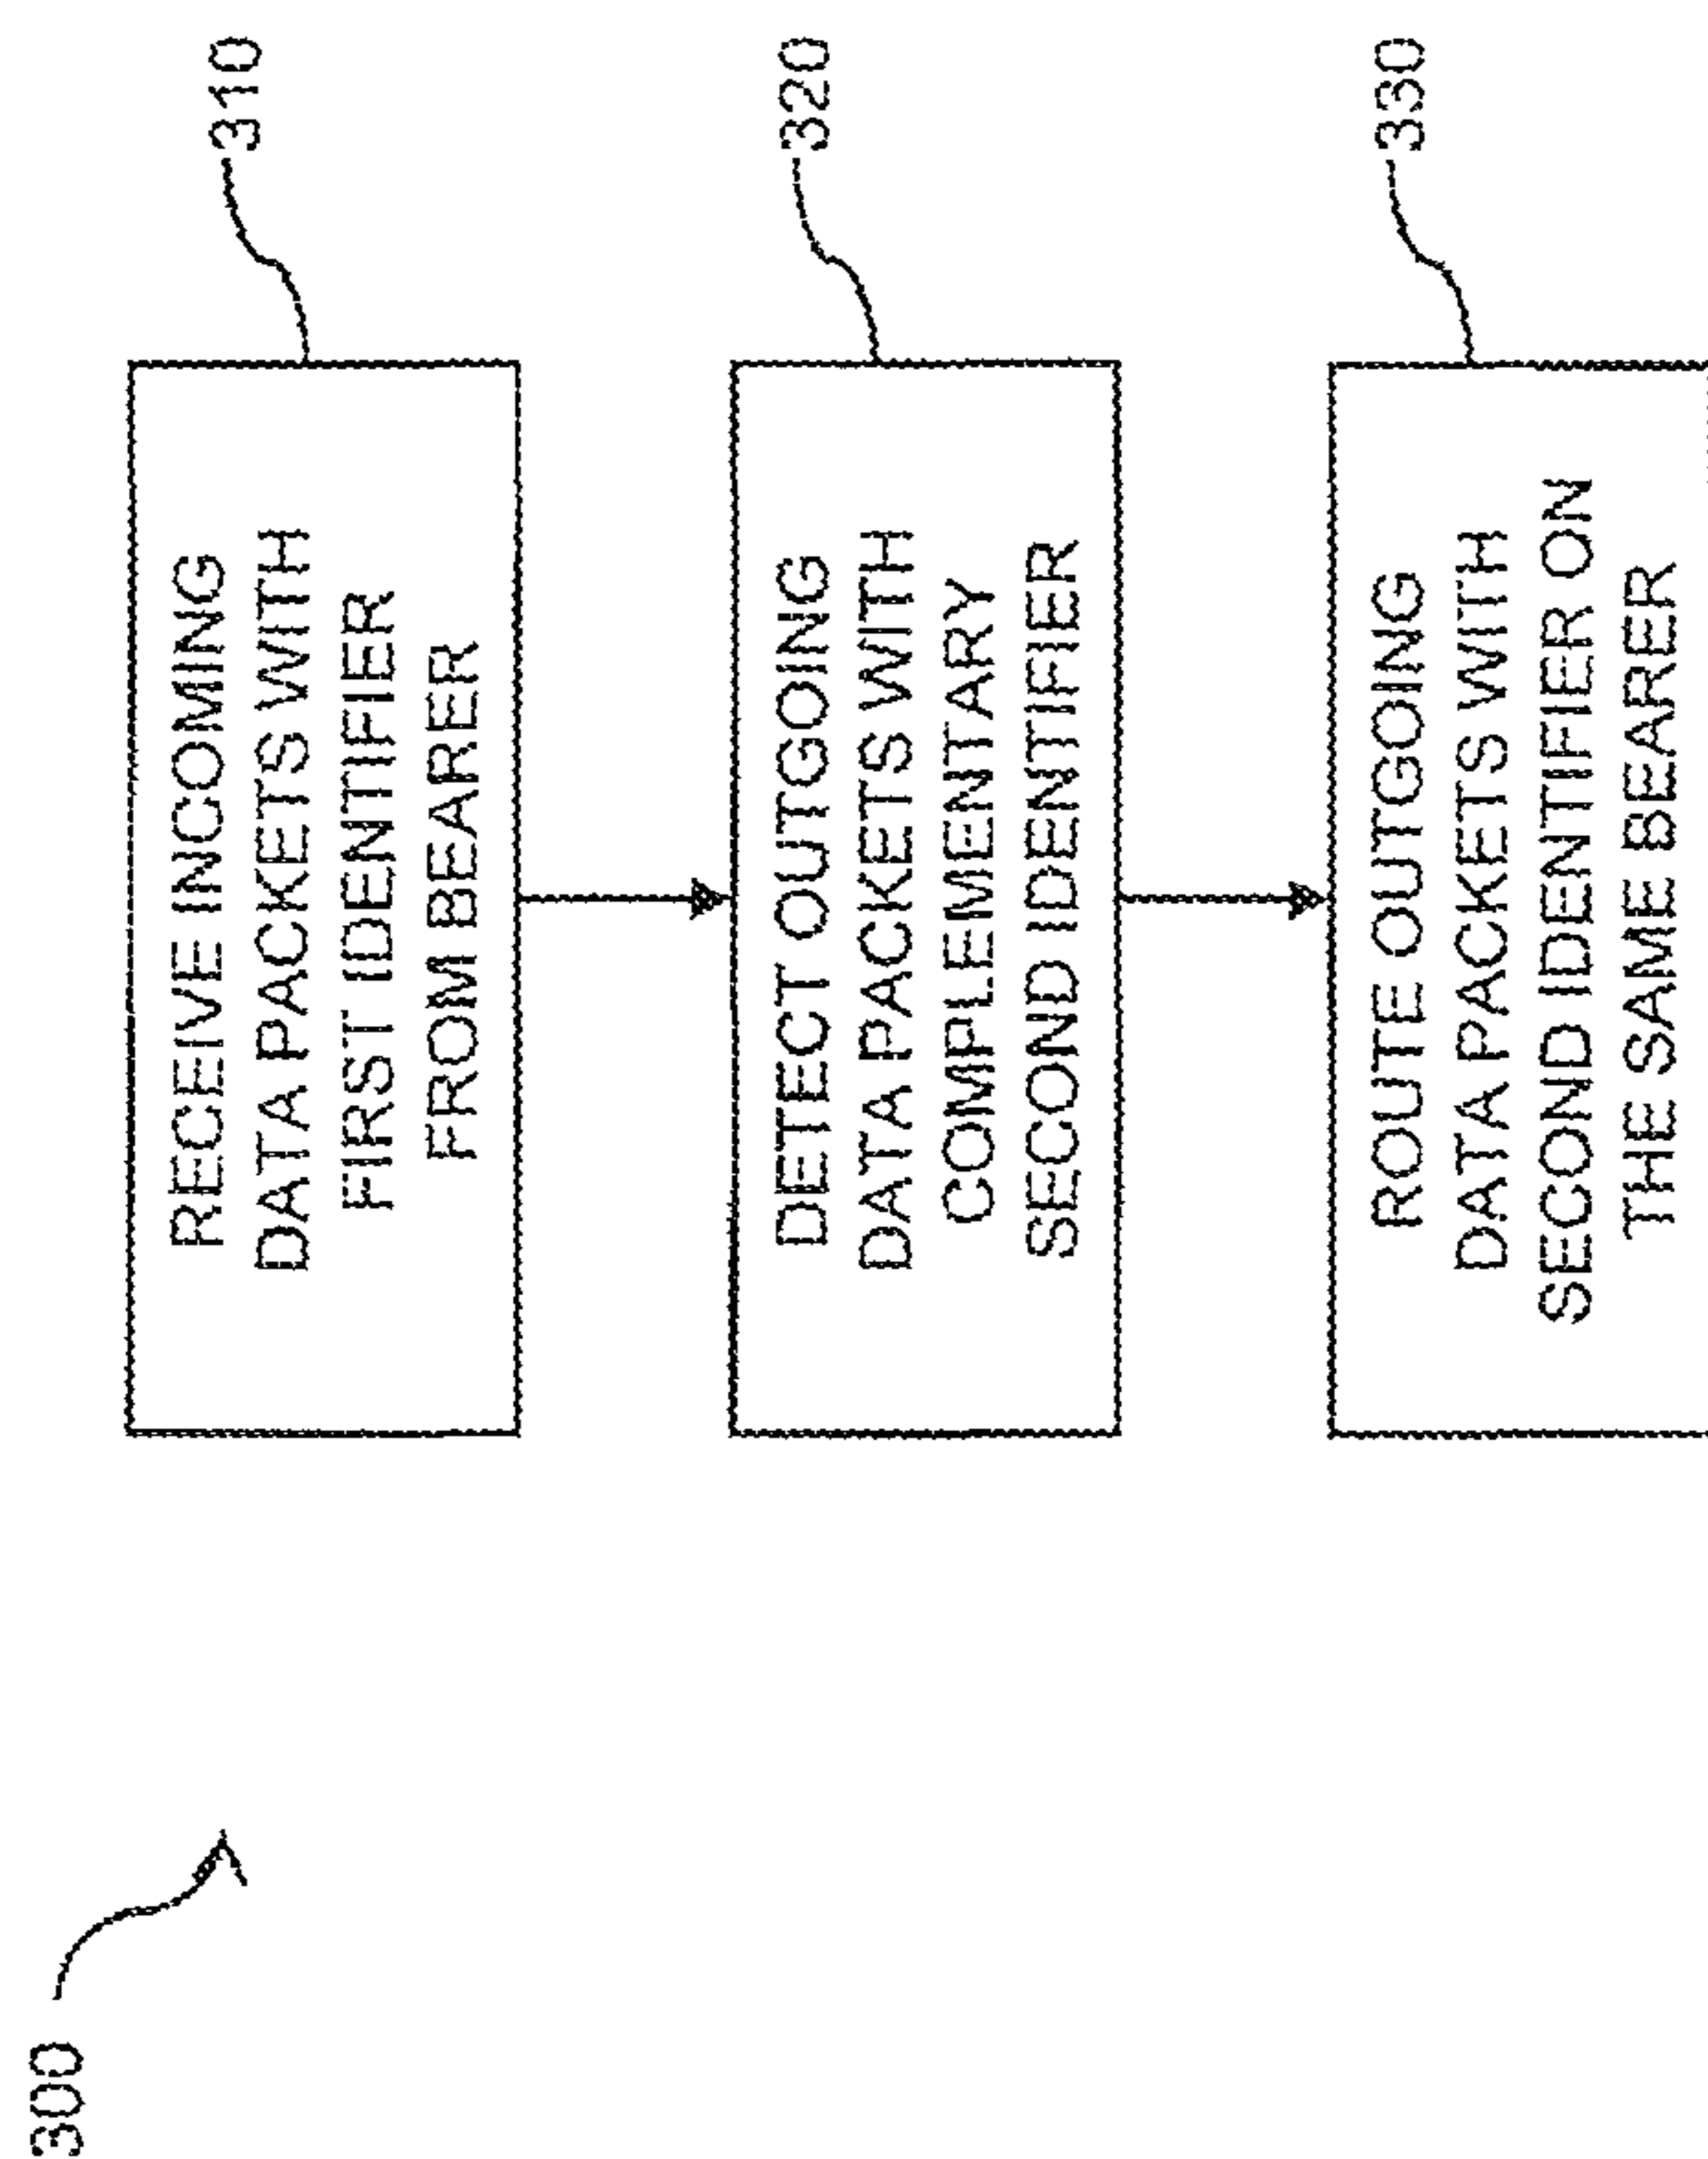 300
310
RECEIVE INCOMING
DATA PACKETS WITH
FIRST IDENTIFIER
FROM BEARER
320
DETECT OUTGOING
DATA PACKETS WITH
COMPLEMENTARY
SECOND IDENTIFIER
330
ROUTE OUTGOING
DATA PACKETS WITH
SECOND IDENTIFIER ON
THE SAME BEARER